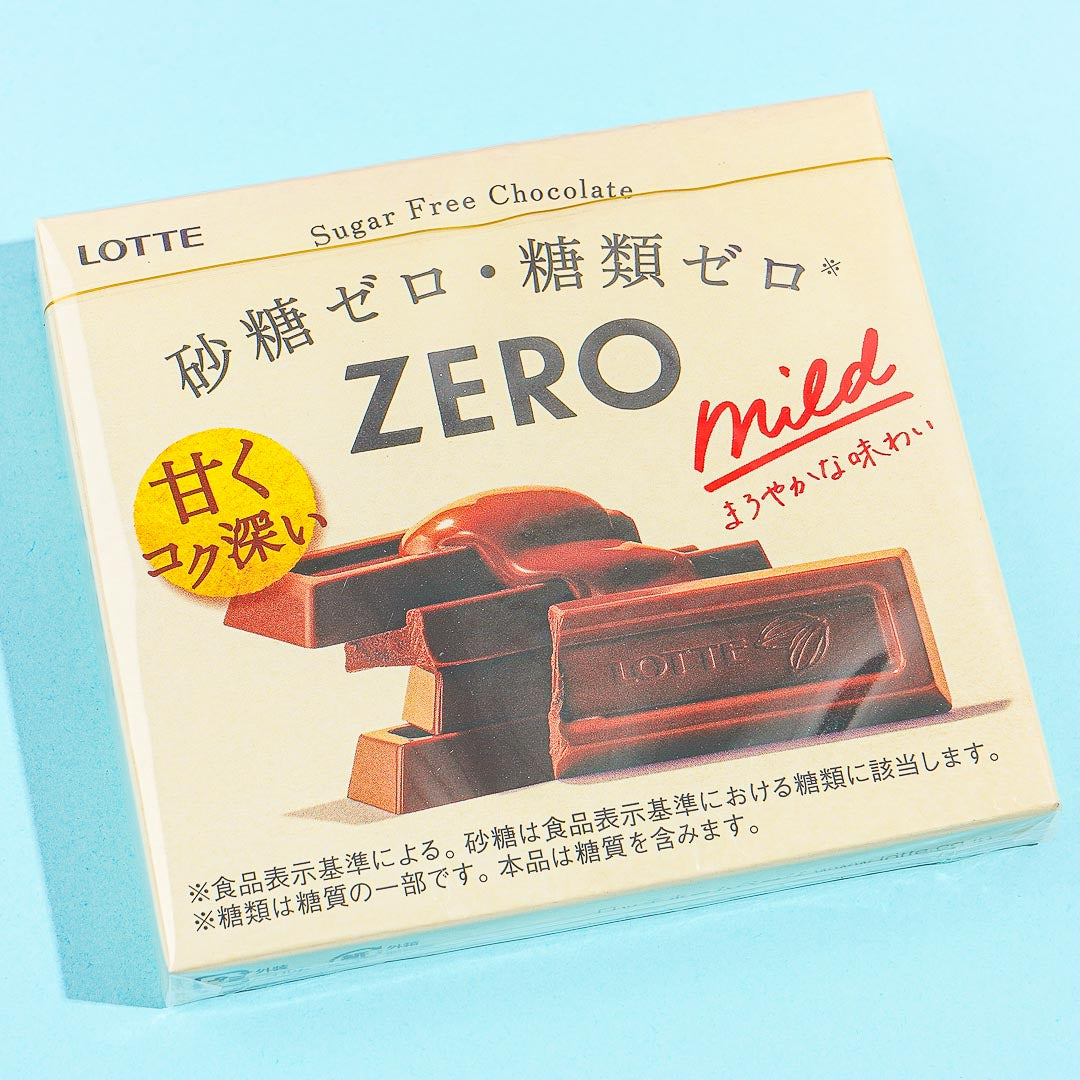 LOTTE
Sugar Free Chocolate
砂糖ゼロ・糖類ゼロ※
ZERO
mild
まろやかな味わい
甘く
コク深い
LOTTE
※食品表示基準による。砂糖は食品表示基準における糖類に該当します。
※糖類は糖質の一部です。本品は糖質を含みます。
外装
外箱